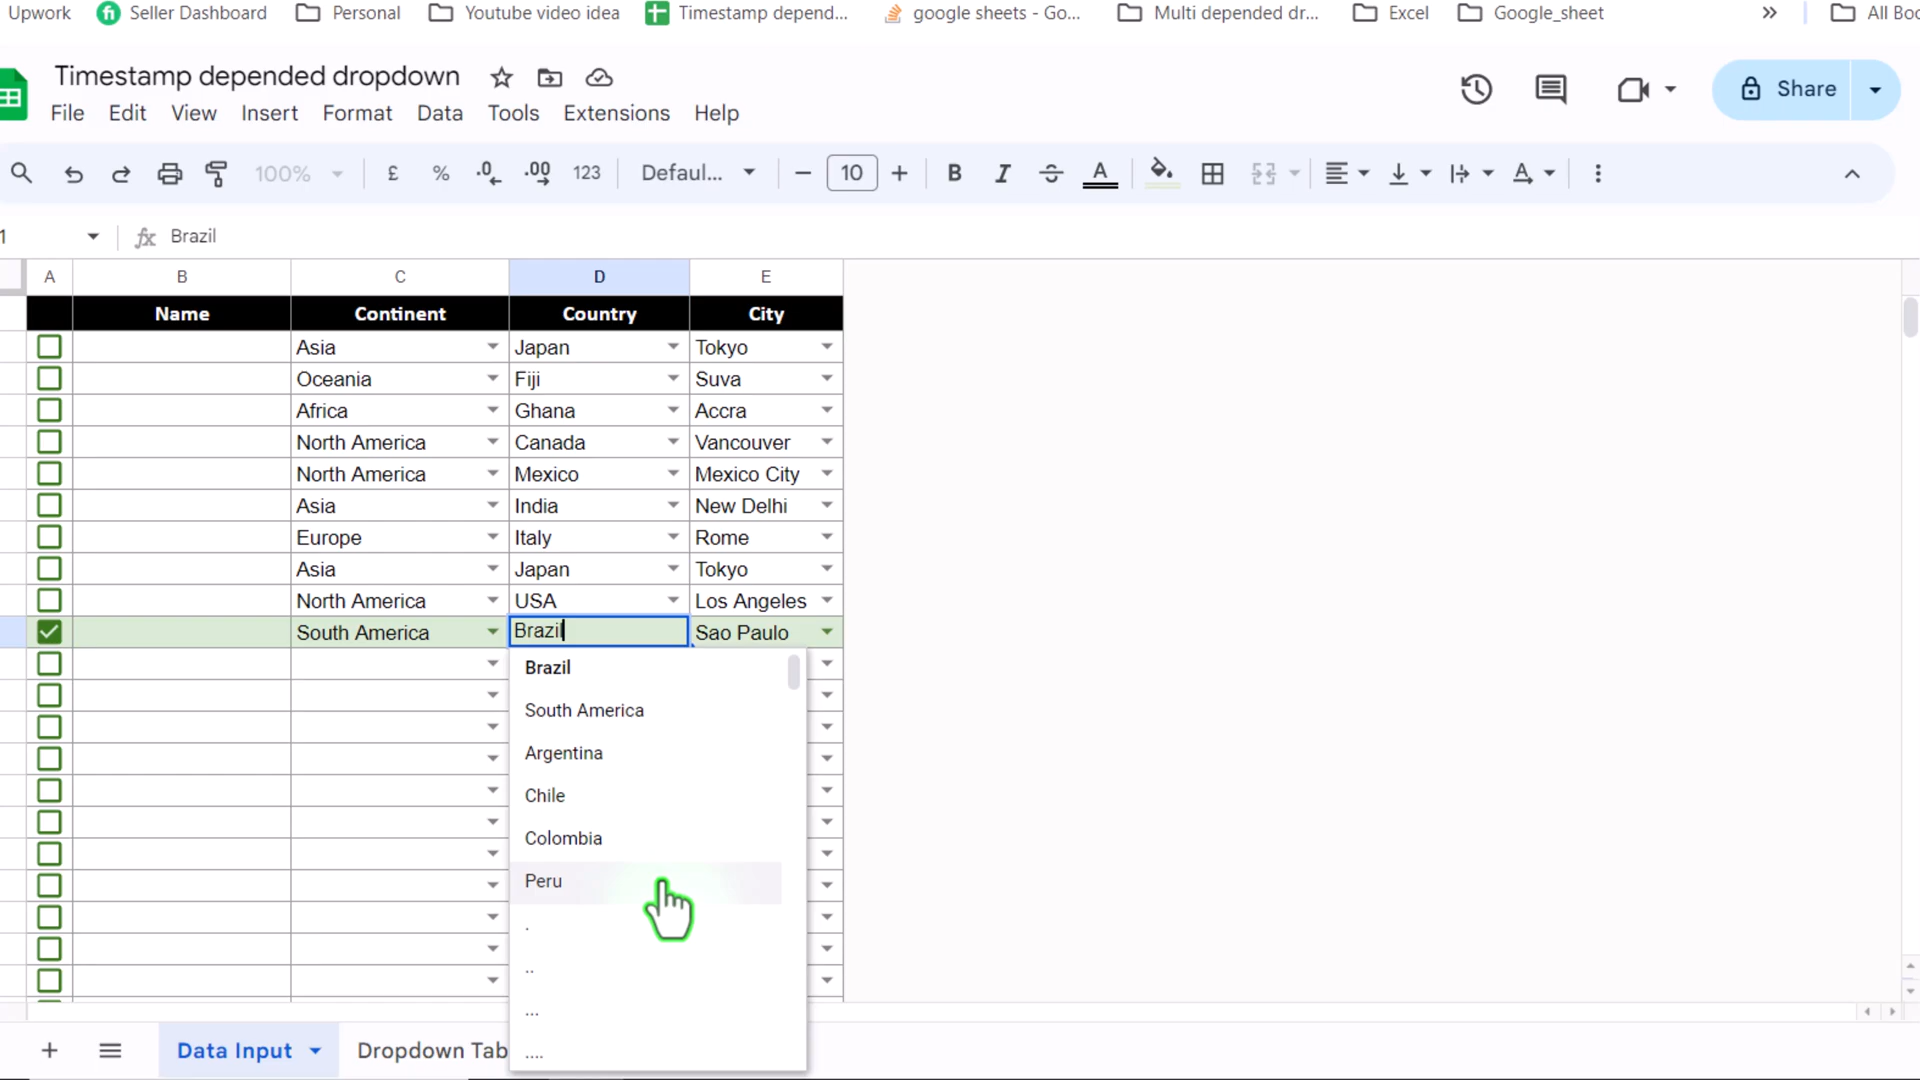 Upwork Seller Dashboard Personal Youtube video idea Timestamp depend... google sheets - Go... Multi depended dr... Excel Google_sheet All Boo
Timestamp depended dropdown
Share
File Edit View Insert Format Data Tools Extensions Help
100% £ % .0 .00 123 Defaul... 10 B I S A
1 fx Brazil
A B C D E
Name Continent Country City
Asia Japan Tokyo
Oceania Fiji Suva
Africa Ghana Accra
North America Canada Vancouver
North America Mexico Mexico City
Asia India New Delhi
Europe Italy Rome
Asia Japan Tokyo
North America USA Los Angeles
South America Brazil Sao Paulo
Brazil
South America
Argentina
Chile
Colombia
Peru
.
..
...
....
Data Input Dropdown Tab